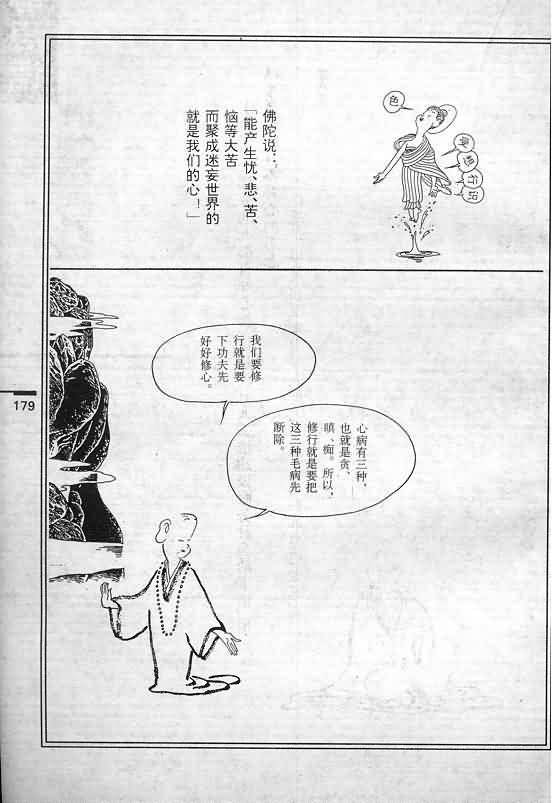 佛陀说：
「能产生忧、悲、苦、
恼等大苦
而聚成迷妄世界的
就是我们的心！」
色
受
想
行
识
我们要修
行就是要
下功夫先
好好修心。
心病有三种，
也就是贪、
瞋、痴。所以，
修行就是要把
这三种毛病先
断除。
179